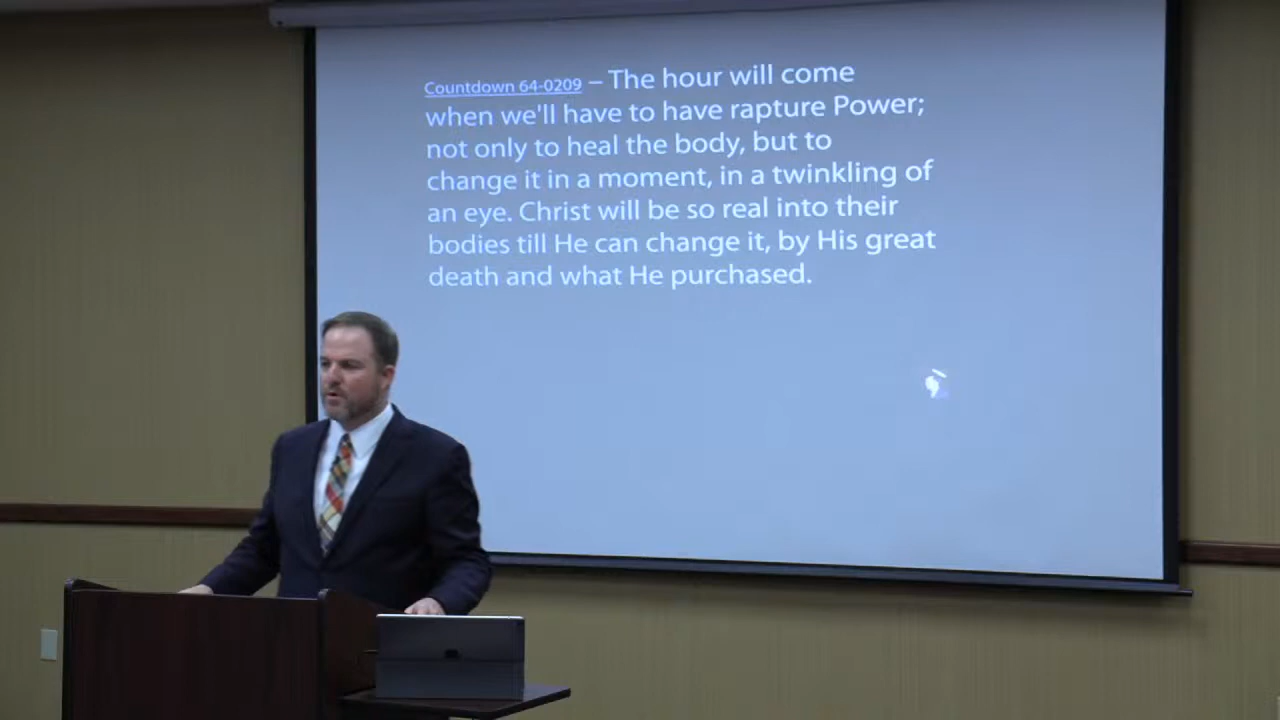 Countdown 64-0209 – The hour will come
when we'll have to have rapture Power;
not only to heal the body, but to
change it in a moment, in a twinkling of
an eye. Christ will be so real into their
bodies till He can change it, by His great
death and what He purchased.